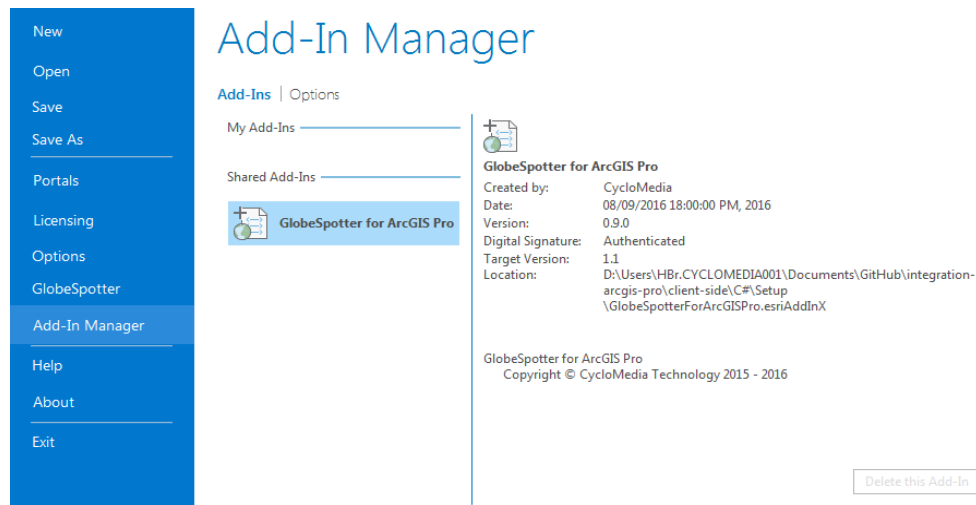 New
Open
Save
Save As
Portals
Licensing
Options
GlobeSpotter
Add-In Manager
Help
About
Exit
Add-In Manager
Add-Ins | Options
My Add-Ins
Shared Add-Ins
GlobeSpotter for ArcGIS Pro
GlobeSpotter for ArcGIS Pro
Created by: CycloMedia
Date: 08/09/2016 18:00:00 PM, 2016
Version: 0.9.0
Digital Signature: Authenticated
Target Version: 1.1
Location: D:\Users\HBr.CYCLOMEDIA001\Documents\GitHub\integration-
arcgis-pro\client-side\C#\Setup
\GlobeSpotterForArcGISPro.esriAddInX
GlobeSpotter for ArcGIS Pro
Copyright © CycloMedia Technology 2015 - 2016
Delete this Add-In